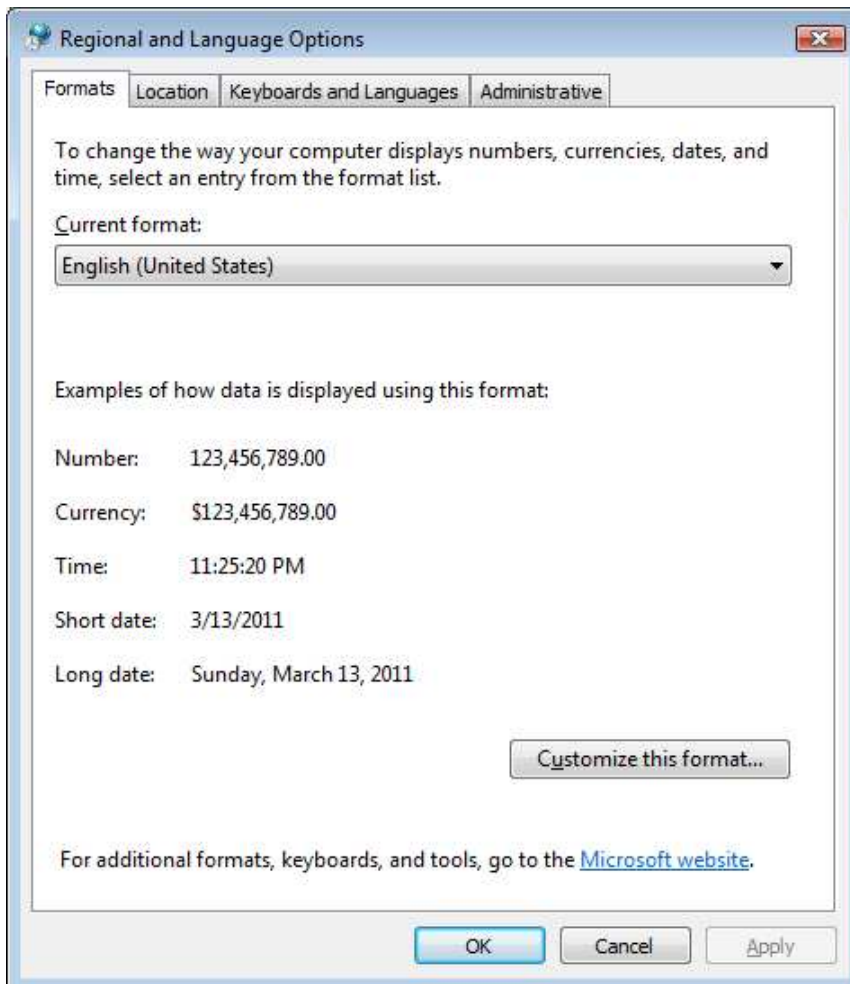 Regional and Language Options
Formats Location Keyboards and Languages Administrative
To change the way your computer displays numbers, currencies, dates, and
time, select an entry from the format list.
Current format:
English (United States)
Examples of how data is displayed using this format:
Number: 123,456,789.00
Currency: $123,456,789.00
Time: 11:25:20 PM
Short date: 3/13/2011
Long date: Sunday, March 13, 2011
Customize this format...
For additional formats, keyboards, and tools, go to the Microsoft website.
OK Cancel Apply